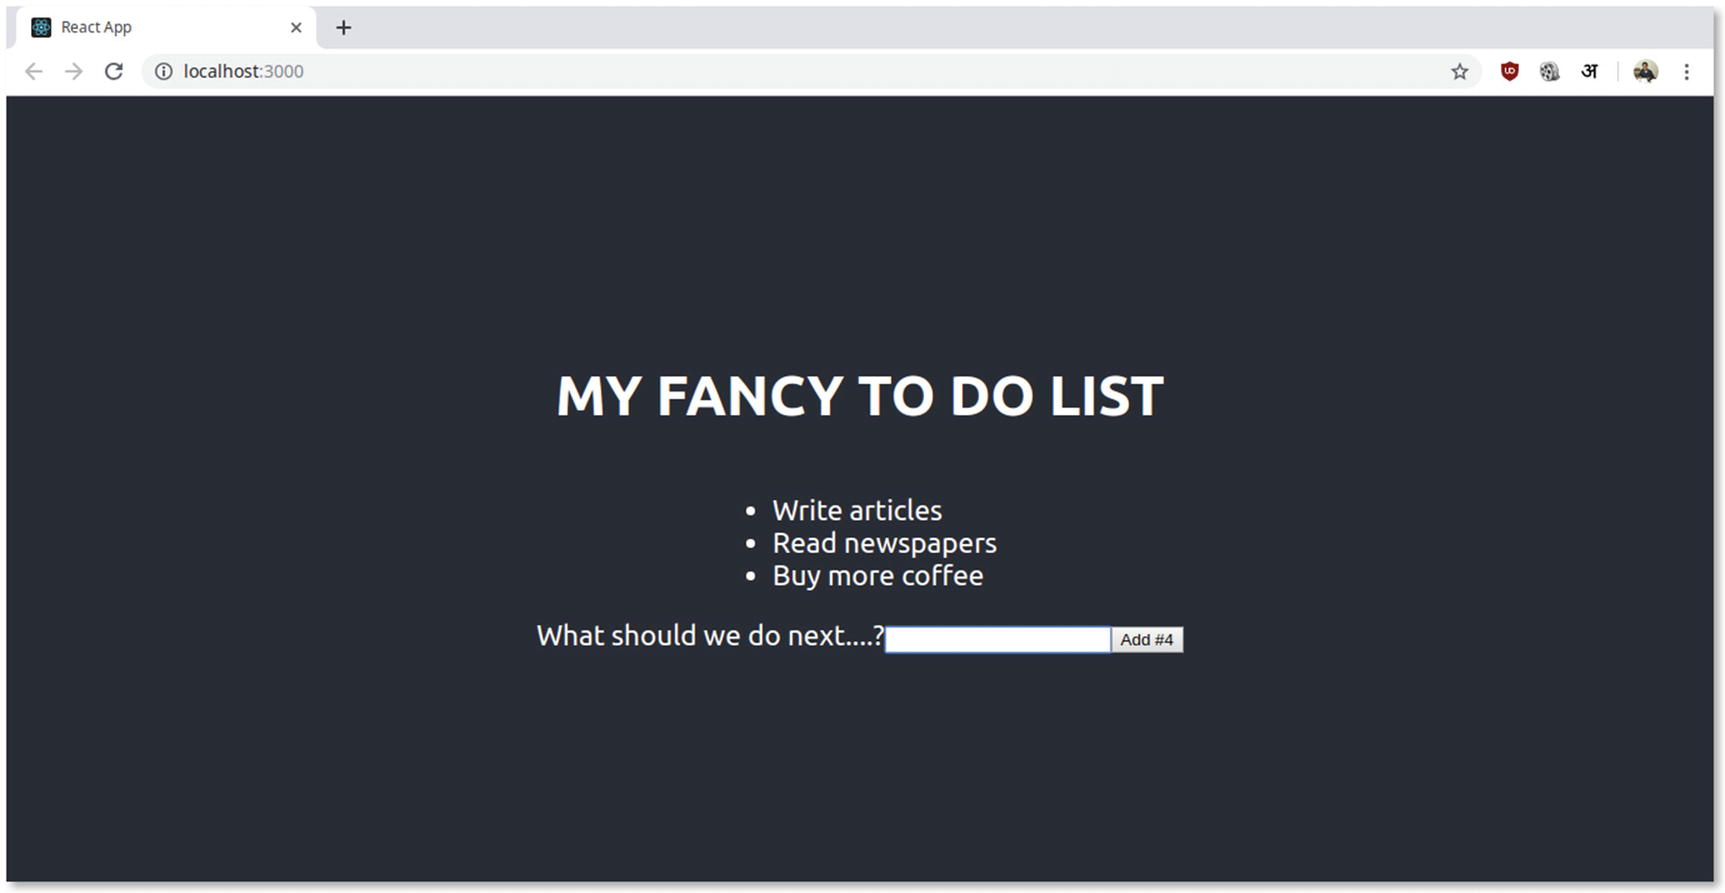 React App
localhost:3000
अ
MY FANCY TO DO LIST
• Write articles
• Read newspapers
• Buy more coffee
What should we do next....? Add #4